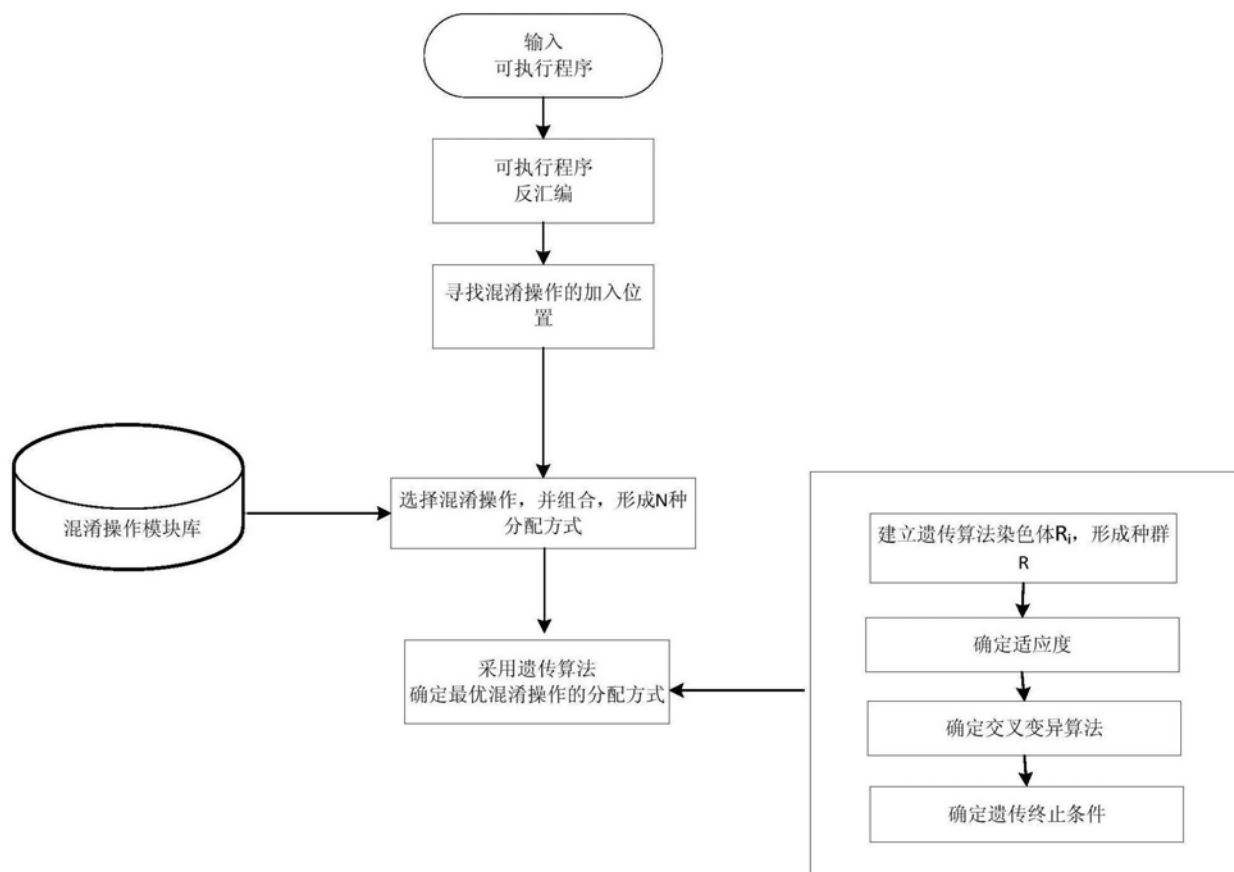 输入
可执行程序
可执行程序
反汇编
寻找混淆操作的加入位
置
混淆操作模块库
选择混淆操作，并组合，形成N种
分配方式
采用遗传算法
确定最优混淆操作的分配方式
建立遗传算法染色体Ri，形成种群
R
确定适应度
确定交叉变异算法
确定遗传终止条件